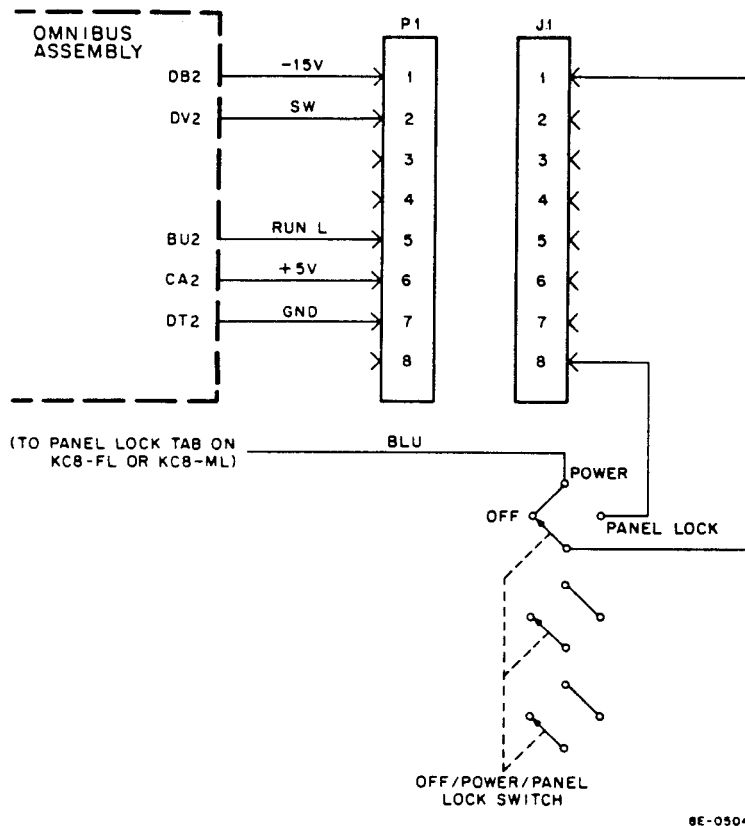 OMNIBUS
ASSEMBLY
P1
J1
DB2 -15V 1 1
DV2 SW 2 2
3 3
4 4
BU2 RUN L 5 5
CA2 +5V 6 6
DT2 GND 7 7
8 8
(TO PANEL LOCK TAB ON
KC8-FL OR KC8-ML)
BLU
POWER
OFF
PANEL LOCK
OFF/POWER/PANEL
LOCK SWITCH
8E-0504